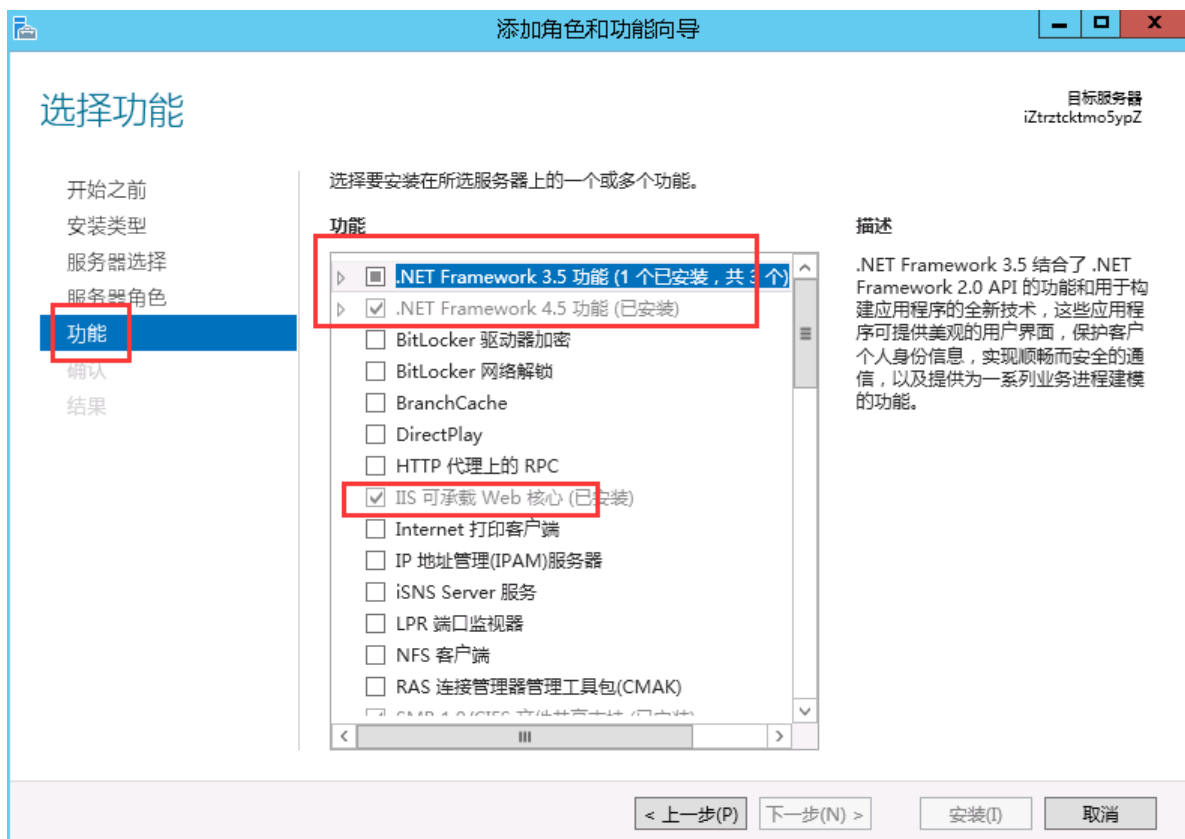 添加角色和功能向导
选择功能
目标服务器
iZtrztcktmo5ypZ
开始之前
安装类型
服务器选择
服务器角色
功能
确认
结果
选择要安装在所选服务器上的一个或多个功能。
功能
.NET Framework 3.5 功能 (1 个已安装，共 3 个)
.NET Framework 4.5 功能 (已安装)
BitLocker 驱动器加密
BitLocker 网络解锁
BranchCache
DirectPlay
HTTP 代理上的 RPC
IIS 可承载 Web 核心 (已安装)
Internet 打印客户端
IP 地址管理(IPAM)服务器
iSNS Server 服务
LPR 端口监视器
NFS 客户端
RAS 连接管理器管理工具包(CMAK)
SMB 1.0/CIFS 文件共享支持 (已安装)
描述
.NET Framework 3.5 结合了 .NET
Framework 2.0 API 的功能和用于构
建应用程序的全新技术，这些应用程
序可提供美观的用户界面，保护客户
个人身份信息，实现顺畅而安全的通
信，以及提供为一系列业务进程建模
的功能。
< 上一步(P)
下一步(N) >
安装(I)
取消